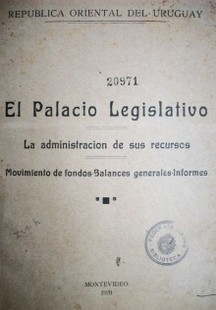 REPUBLICA ORIENTAL DEL URUGUAY
20971
El Palacio Legislativo
La administracion de sus recursos
Movimiento de fondos-Balances generales-Informes
BIBLIOTECA
MONTEVIDEO